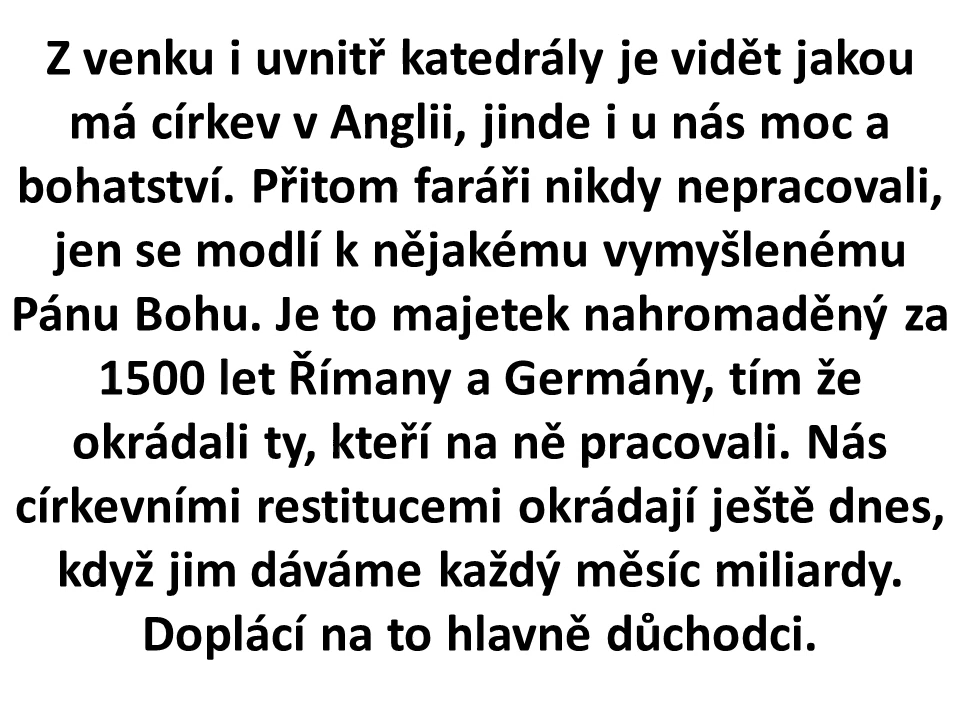 Z venku i uvnitř katedrály je vidět jakou
má církev v Anglii, jinde i u nás moc a
bohatství. Přitom faráři nikdy nepracovali,
jen se modlí k nějakému vymyšlenému
Pánu Bohu. Je to majetek nahromaděný za
1500 let Římany a Germány, tím že
okrádali ty, kteří na ně pracovali. Nás
církevními restitucemi okrádají ještě dnes,
když jim dáváme každý měsíc miliardy.
Doplácí na to hlavně důchodci.